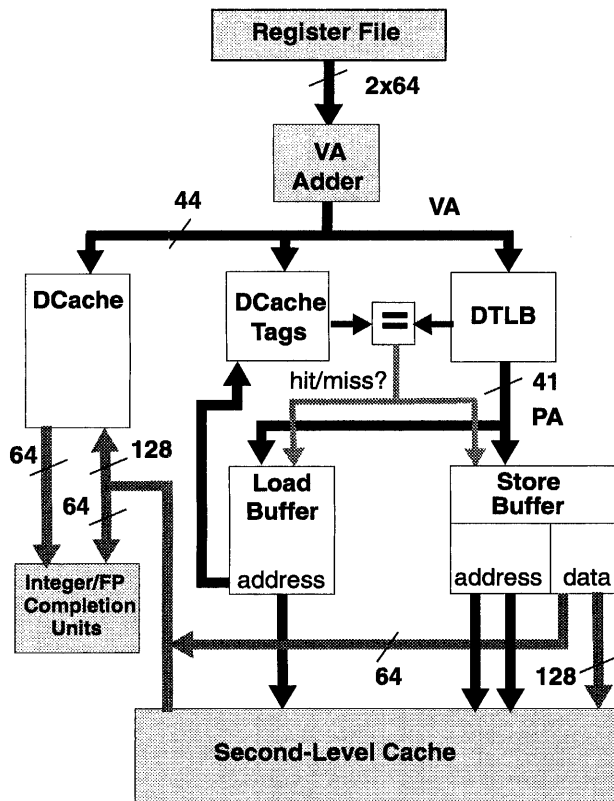 Register File
2x64
VA
Adder
44
VA
DCache
DCache
Tags
=
DTLB
hit/miss?
41
PA
64
128
64
Load
Buffer
address
Store
Buffer
address
data
Integer/FP
Completion
Units
64
128
Second-Level Cache